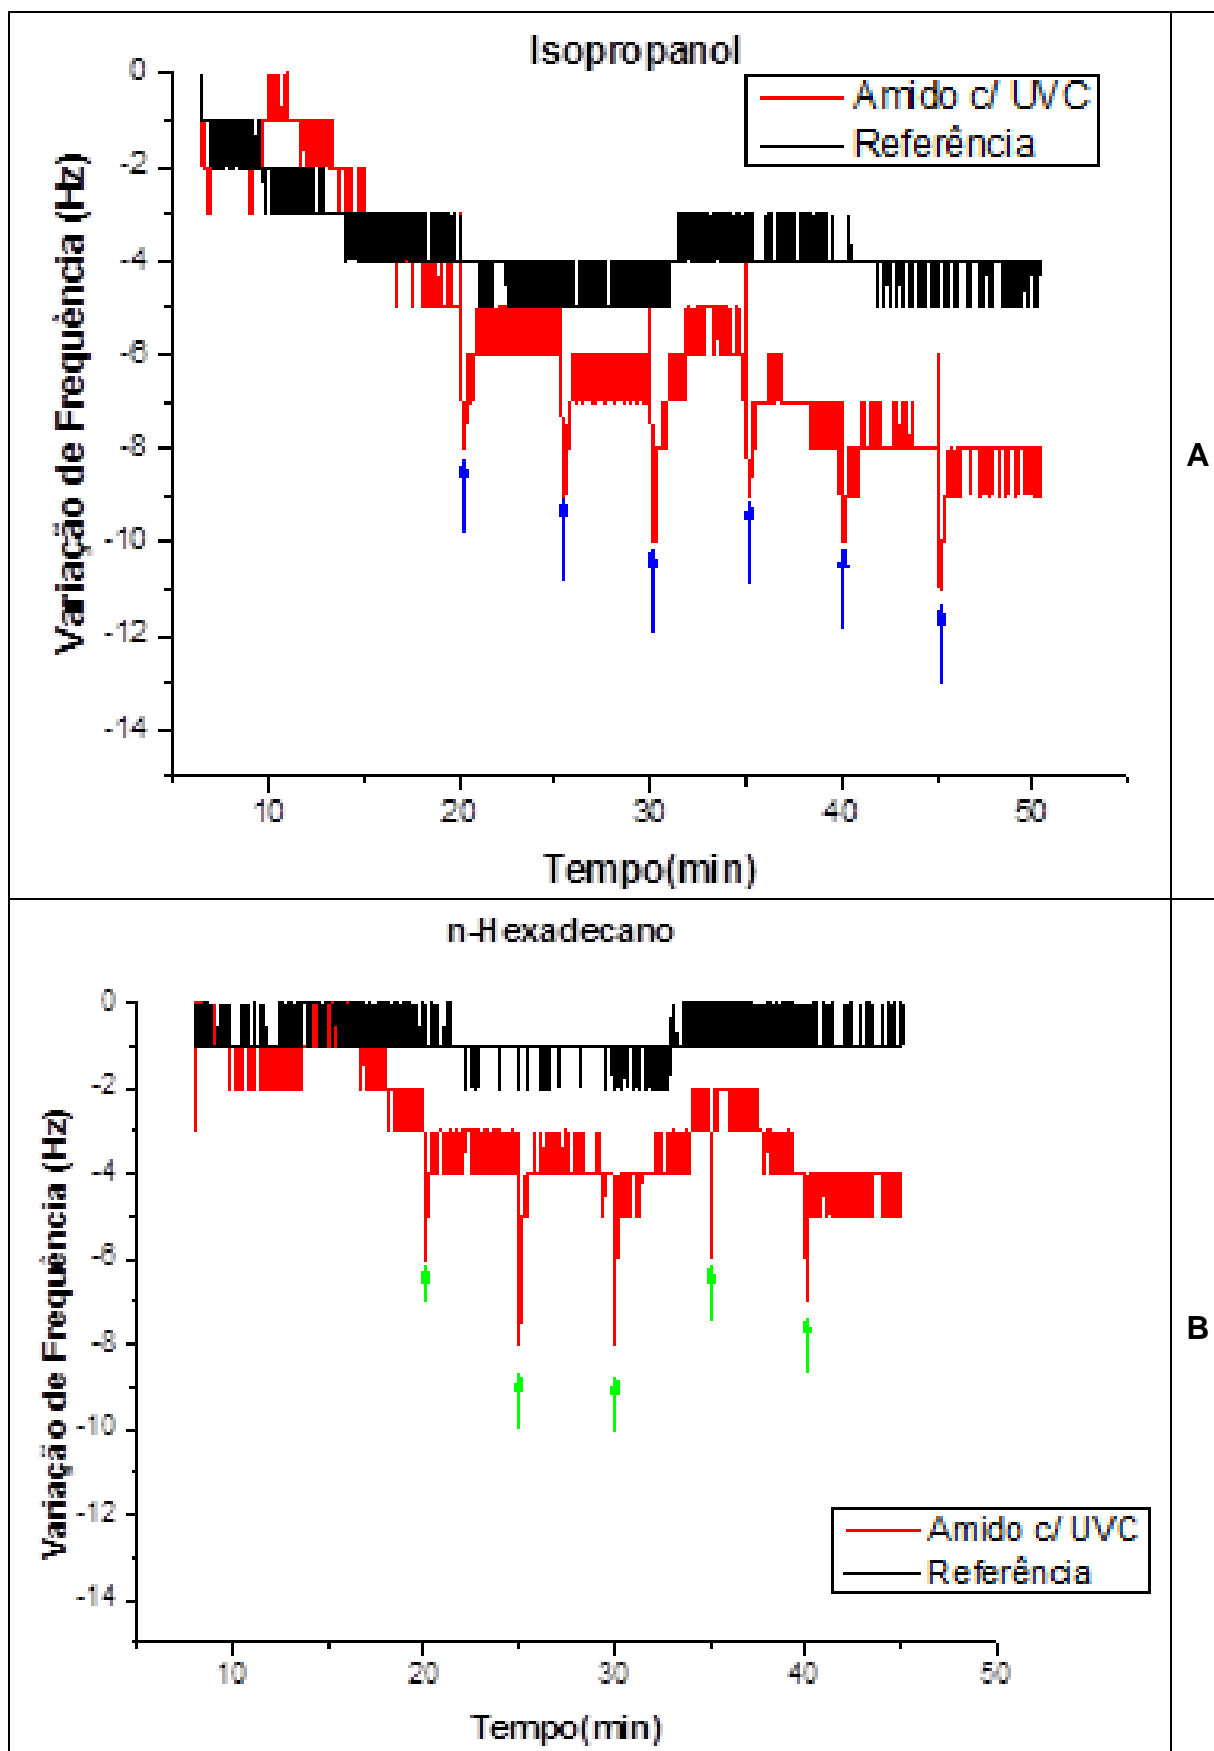 Isopropanol
Amido c/ UVC
Referência
0
-2
-4
-6
-8
-10
-12
-14
Variação de Frequência (Hz)
10 20 30 40 50
Tempo(min)
A
n-Hexadecano
0
-2
-4
-6
-8
-10
-12
-14
Variação de Frequência (Hz)
Amido c/ UVC
Referência
10 20 30 40 50
Tempo(min)
B